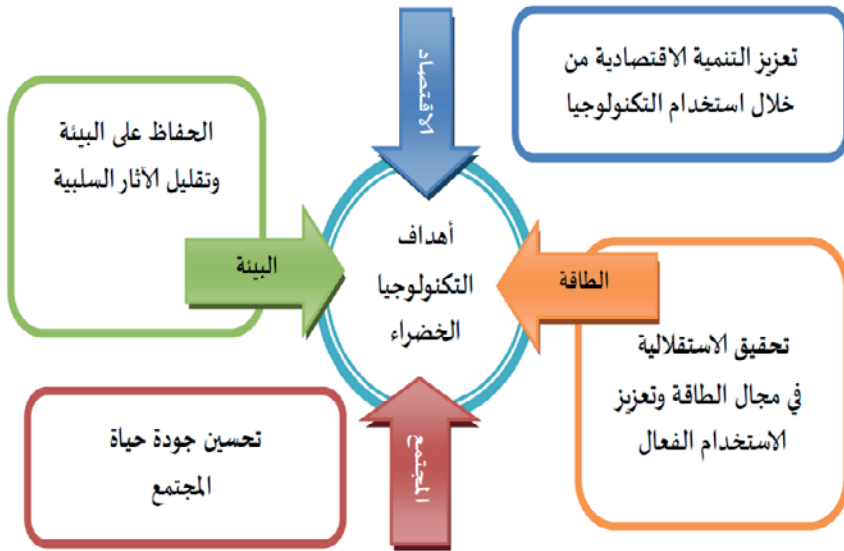 الاقتصاد
تعزيز التنمية الاقتصادية من
خلال استخدام التكنولوجيا
الحفاظ على البيئة
وتقليل الآثار السلبية
البيئة
أهداف
التكنولوجيا
الخضراء
الطاقة
تحقيق الاستقلالية
في مجال الطاقة وتعزيز
الاستخدام الفعال
تحسين جودة حياة
المجتمع
المجتمع